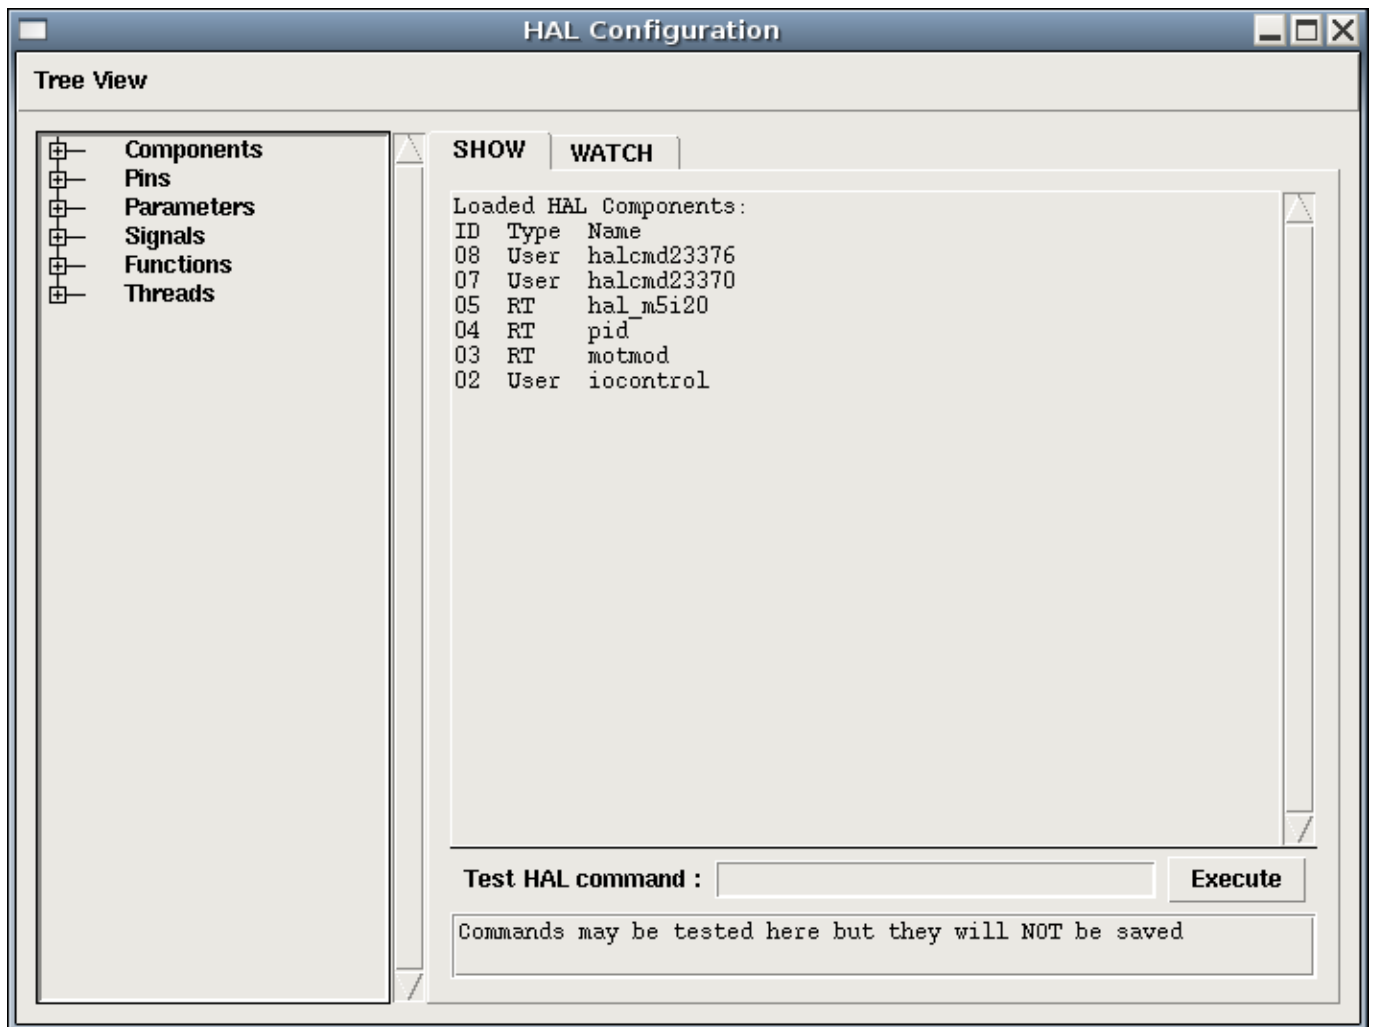 HAL Configuration
Tree View
Components
Pins
Parameters
Signals
Functions
Threads
SHOW WATCH
Loaded HAL Components:
ID Type Name
08 User halcmd23376
07 User halcmd23370
05 RT hal_m5i20
04 RT pid
03 RT motmod
02 User iocontrol
Test HAL command : Execute
Commands may be tested here but they will NOT be saved